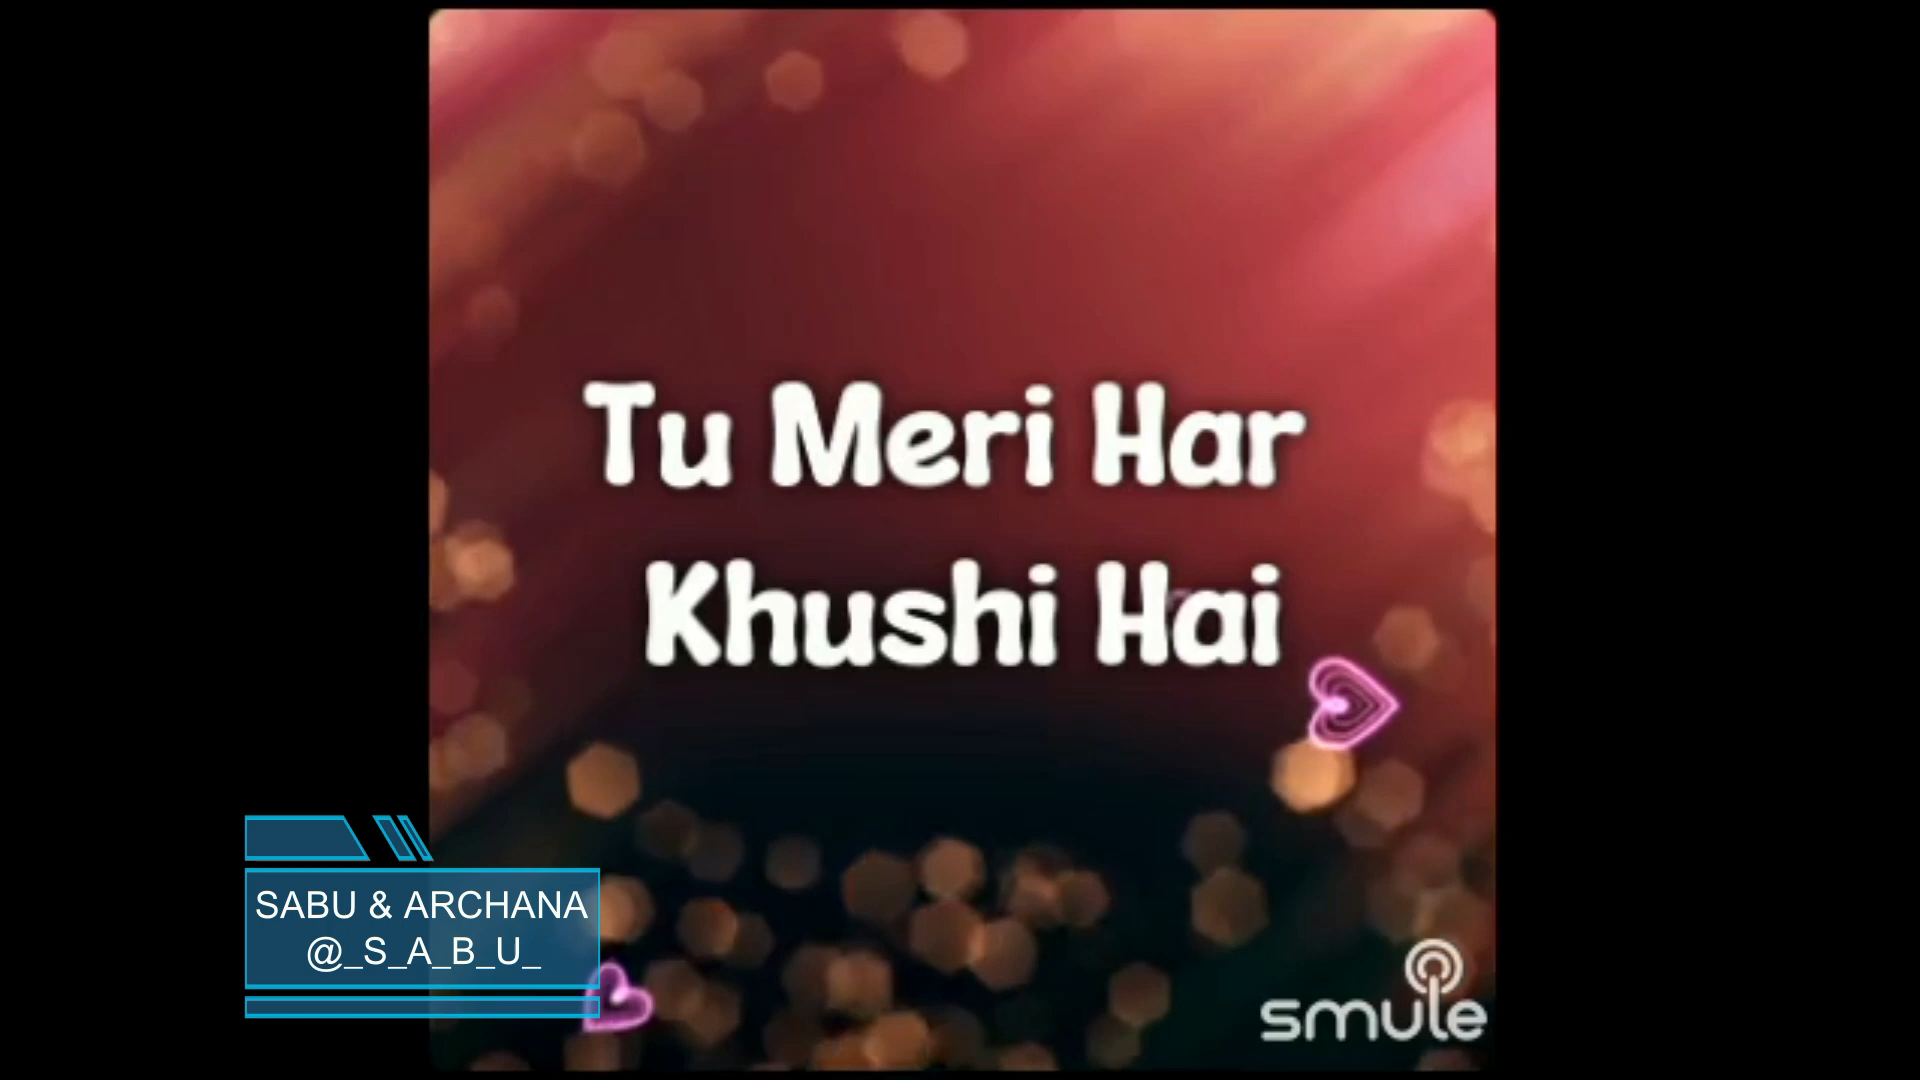 Tu Meri Har
Khushi Hai
SABU & ARCHANA
@_S_A_B_U_
smule